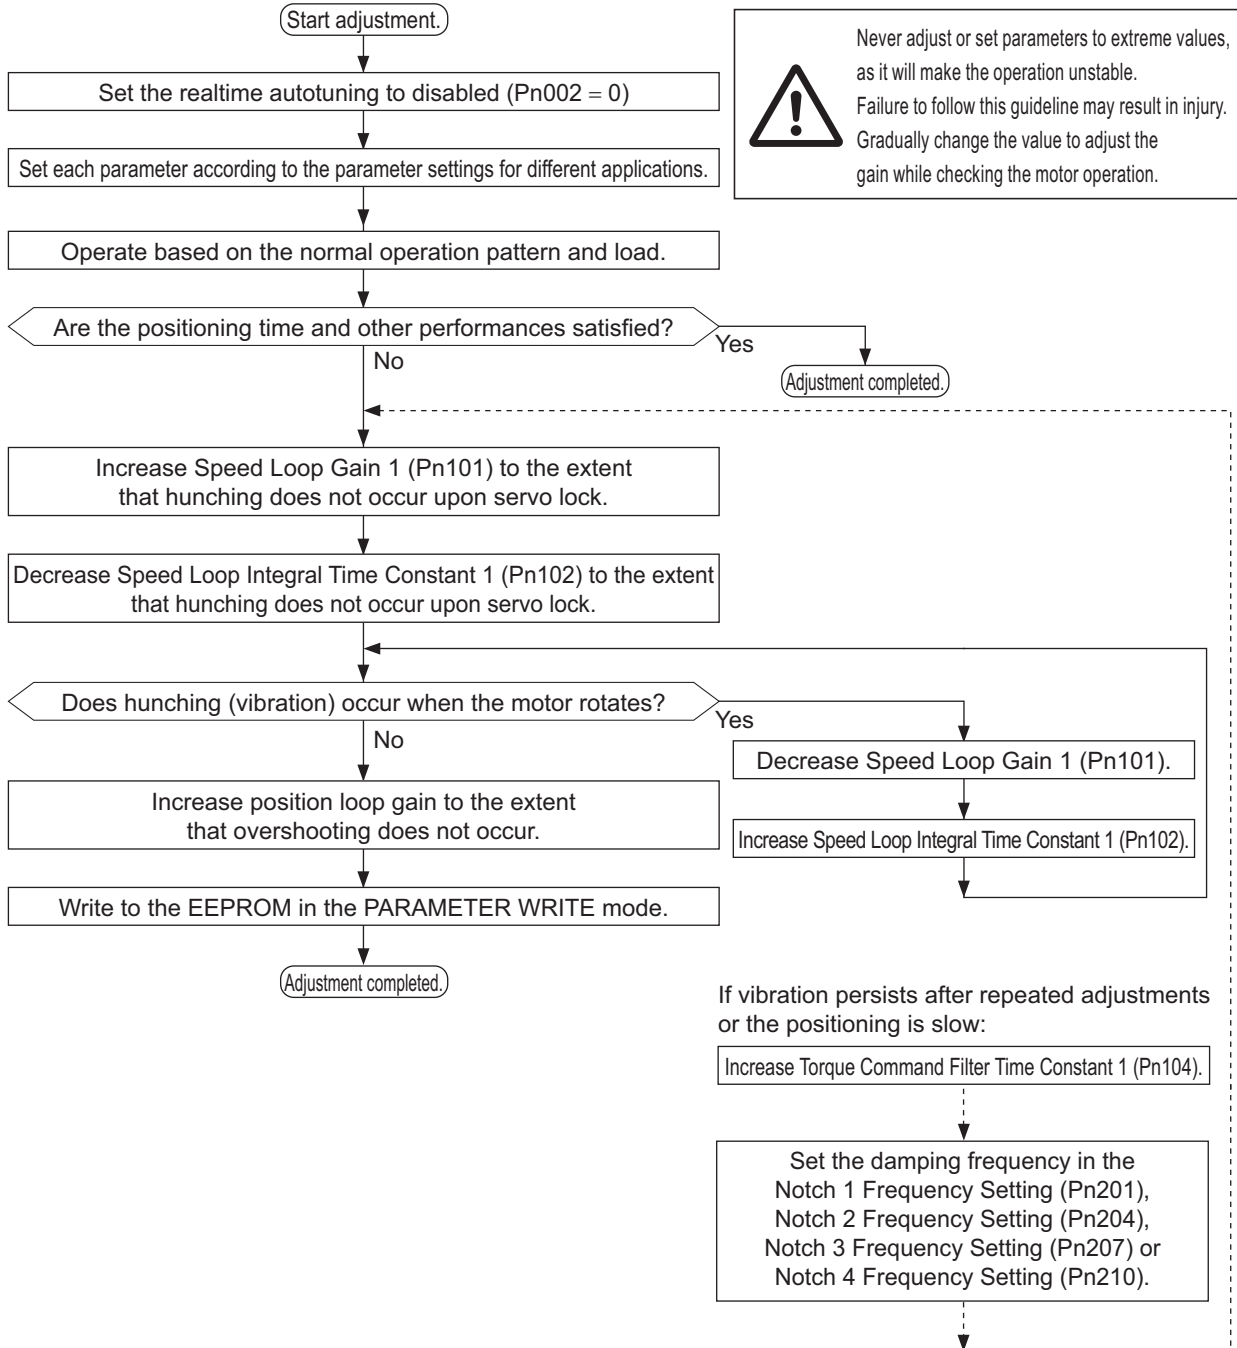 Start adjustment.
Never adjust or set parameters to extreme values,
as it will make the operation unstable.
Failure to follow this guideline may result in injury.
Gradually change the value to adjust the
gain while checking the motor operation.
Set the realtime autotuning to disabled (Pn002 = 0)
Set each parameter according to the parameter settings for different applications.
Operate based on the normal operation pattern and load.
Are the positioning time and other performances satisfied?
Yes
No
Adjustment completed.
Increase Speed Loop Gain 1 (Pn101) to the extent
that hunching does not occur upon servo lock.
Decrease Speed Loop Integral Time Constant 1 (Pn102) to the extent
that hunching does not occur upon servo lock.
Does hunching (vibration) occur when the motor rotates?
Yes
No
Decrease Speed Loop Gain 1 (Pn101).
Increase Speed Loop Integral Time Constant 1 (Pn102).
Increase position loop gain to the extent
that overshooting does not occur.
Write to the EEPROM in the PARAMETER WRITE mode.
Adjustment completed.
If vibration persists after repeated adjustments
or the positioning is slow:
Increase Torque Command Filter Time Constant 1 (Pn104).
Set the damping frequency in the
Notch 1 Frequency Setting (Pn201),
Notch 2 Frequency Setting (Pn204),
Notch 3 Frequency Setting (Pn207) or
Notch 4 Frequency Setting (Pn210).